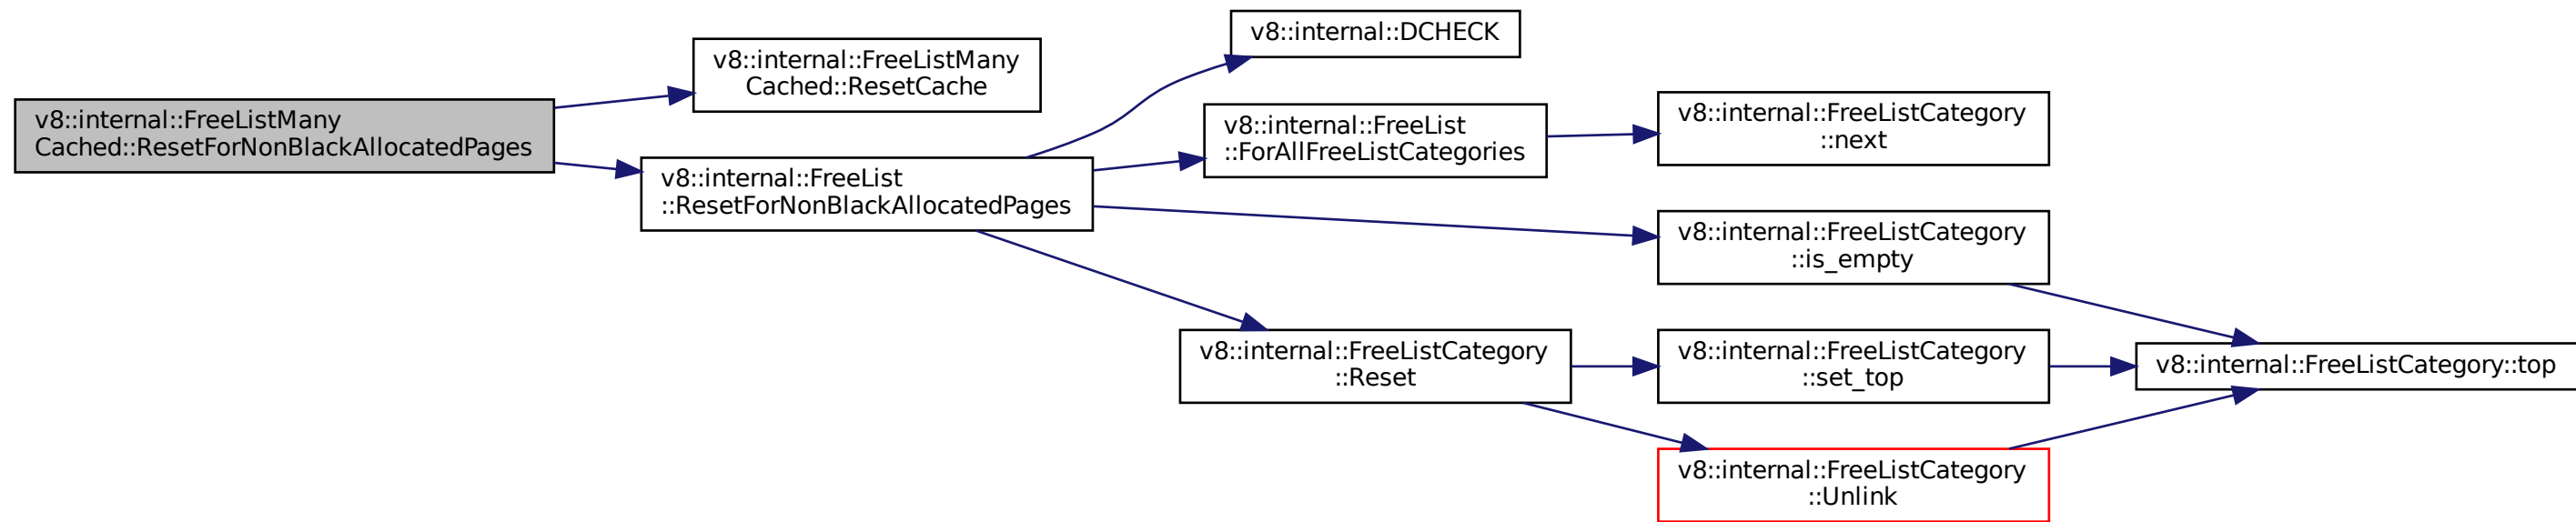 v8::internal::FreeListMany
Cached::ResetForNonBlackAllocatedPages
v8::internal::FreeListMany
Cached::ResetCache
v8::internal::FreeList
::ResetForNonBlackAllocatedPages
v8::internal::DCHECK
v8::internal::FreeList
::ForAllFreeListCategories
v8::internal::FreeListCategory
::Reset
v8::internal::FreeListCategory
::next
v8::internal::FreeListCategory
::is_empty
v8::internal::FreeListCategory
::set_top
v8::internal::FreeListCategory
::Unlink
v8::internal::FreeListCategory::top